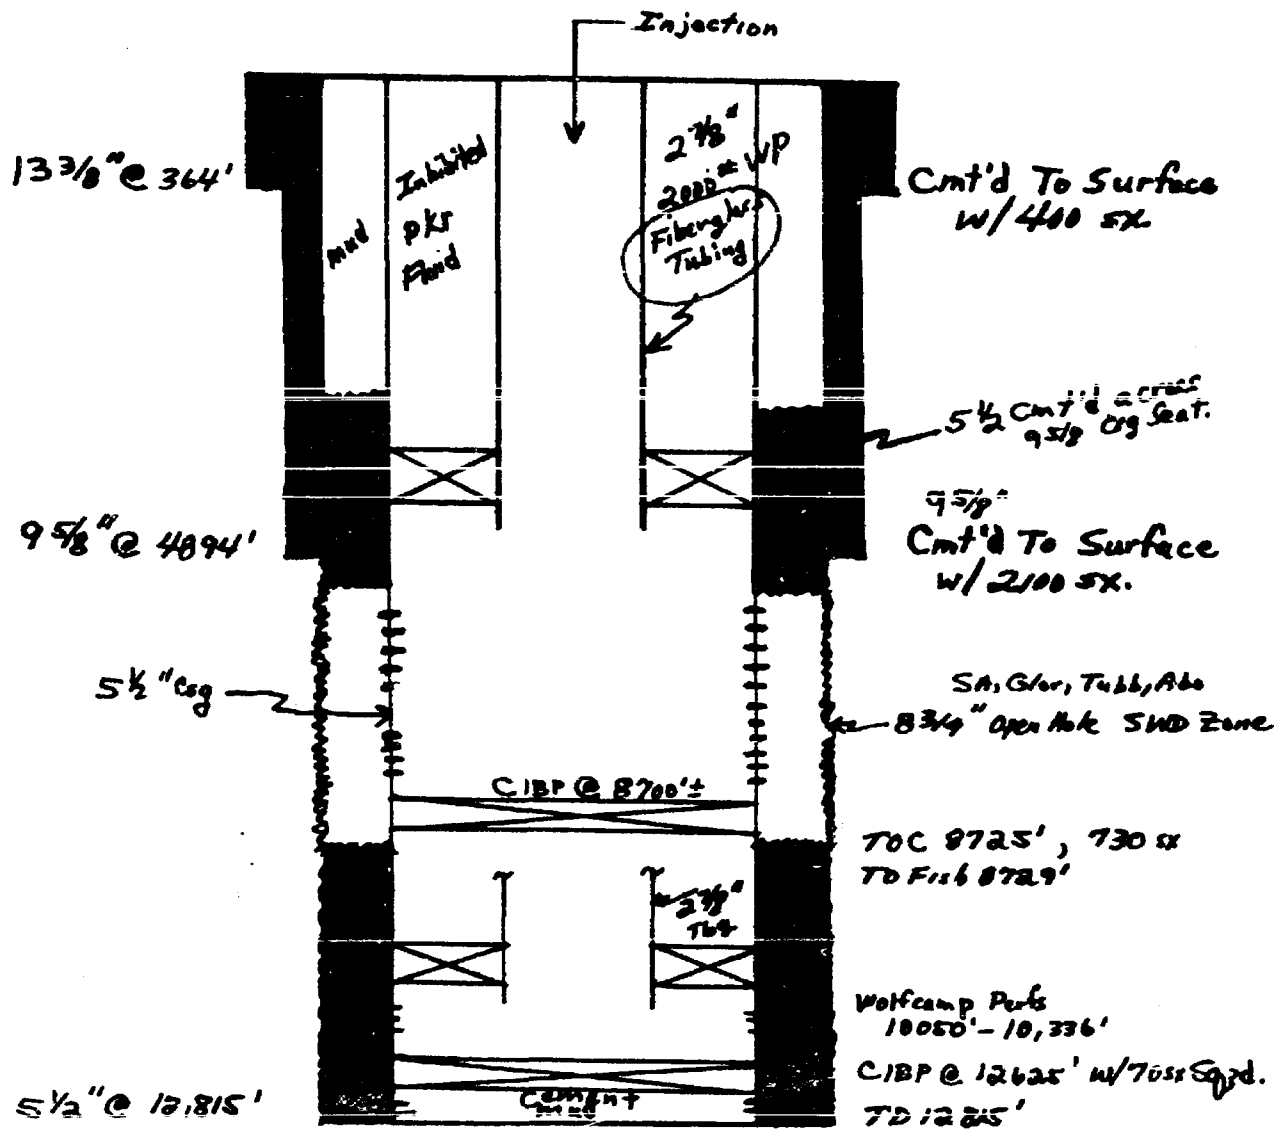 Injection
13 3/8" @ 364'
mud
Inhibited
pkr
Fluid
2 7/8"
2000# WP
Fiberglass
Tubing
Cmt'd To Surface
w/ 400 sx.
5 1/2 Cmt'd across
9 5/8 Csg Seat.
9 5/8" @ 4894'
9 5/8"
Cmt'd To Surface
w/ 2100 sx.
5 1/2" Csg
SA, Glor, Tubb, Abo
8 3/4" Open Hole SWD Zone
CIBP @ 8700'±
TOC 8725', 730 sx
TD Fish 8729'
2 7/8"
Tbg
Wolfcamp Perfs
10050'-10,336'
CIBP @ 12625' w/70sx Sqzd.
5 1/2" @ 12,815'
Cement
TD 12815'